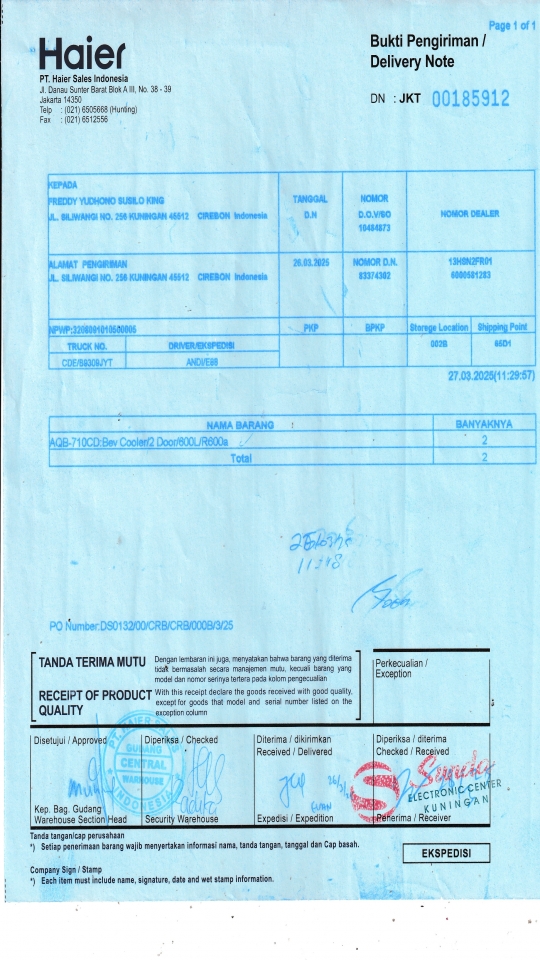 Page 1 of 1
Haier
Bukti Pengiriman /
Delivery Note
PT. Haier Sales Indonesia
Jl. Danau Sunter Barat Blok A III, No. 38 - 39
Jakarta 14350
Telp : (021) 6505668 (Hunting)
Fax : (021) 6512556
DN : JKT 00185912
KEPADA
FREDDY YUDHONO SUSILO KING
JL. SILIWANGI NO. 256 KUNINGAN 45512 CIREBON Indonesia
TANGGAL
D.N
NOMOR
D.O.V/SO
10484873
NOMOR DEALER
ALAMAT PENGIRIMAN
JL. SILIWANGI NO. 256 KUNINGAN 45512 CIREBON Indonesia
26.03.2025
NOMOR D.N.
83374382
13HSN2FR01
6000581283
NPWP:3208001010500005
PKP
BPKP
Storege Location
Shipping Point
TRUCK NO.
DRIVER/EKSPEDISI
002B
65D1
CDE/B9309JYT
ANDI/E98
27.03.2025(11:29:57)
NAMA BARANG
BANYAKNYA
AQB-710CD:Bev Cooler/2 Door/600L/R600a
2
Total
2
PO Number:DS0132/00/CRB/CRB/000B/3/25
TANDA TERIMA MUTU
Dengan lembaran ini juga, menyatakan bahwa barang yang diterima
tidak bermasalah secara manajemen mutu, kecuali barang yang
model dan nomor serinya tertera pada kolom pengecualian
RECEIPT OF PRODUCT
QUALITY
With this receipt declare the goods received with good quality,
except for goods that model and serial number listed on the
exception column
Perkecualian /
Exception
Disetujui / Approved
Diperiksa / Checked
Diterima / dikirimkan
Received / Delivered
Diperiksa / diterima
Checked / Received
PT. HAIER SALES
GUDANG
CENTRAL
WAREHOUSE
INDONESIA
ELECTRONIC CENTER
KUNINGAN
Kep. Bag. Gudang
Warehouse Section Head
Security Warehouse
Expedisi / Expedition
Penerima / Receiver
Tanda tangan/cap perusahaan
*) Setiap penerimaan barang wajib menyertakan informasi nama, tanda tangan, tanggal dan Cap basah.
EKSPEDISI
Company Sign / Stamp
*) Each item must include name, signature, date and wet stamp information.